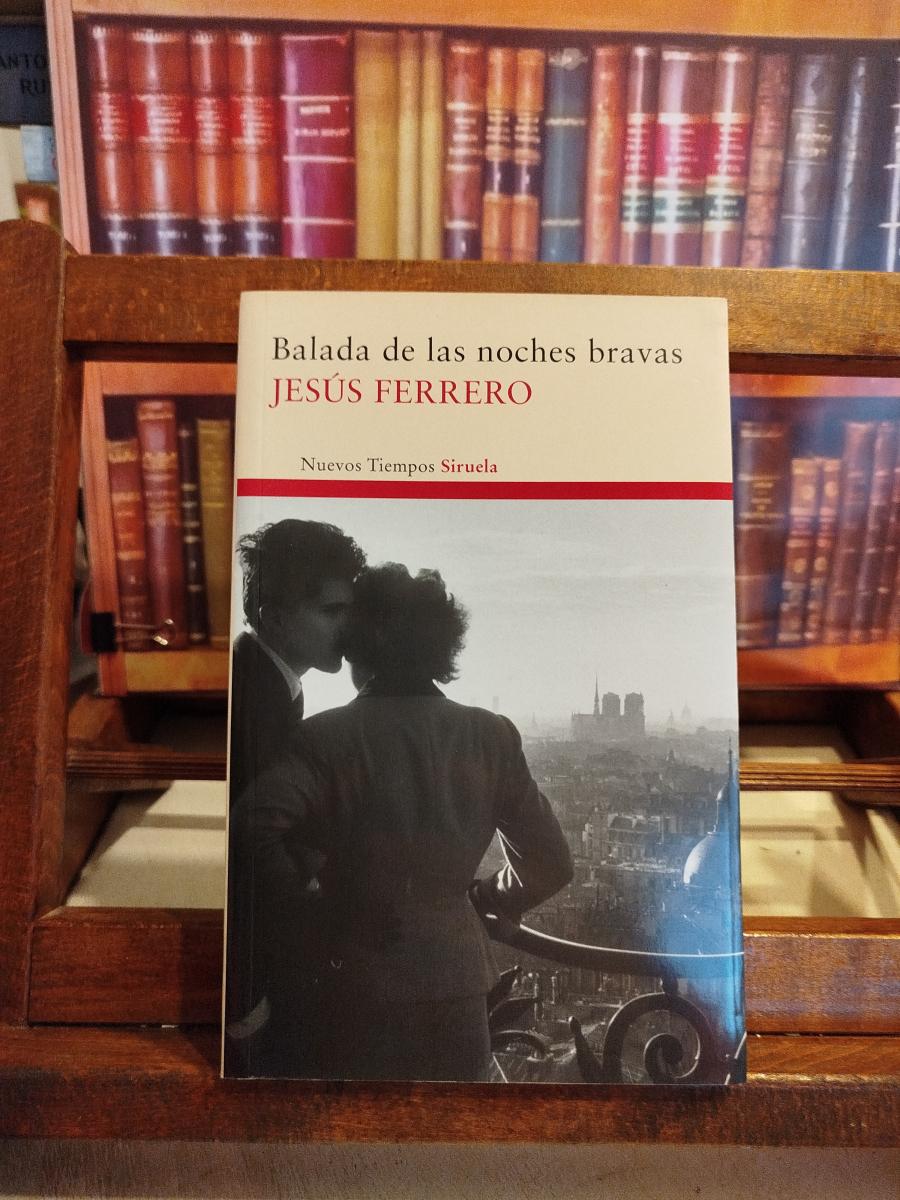 Balada de las noches bravas
JESÚS FERRERO
Nuevos Tiempos Siruela